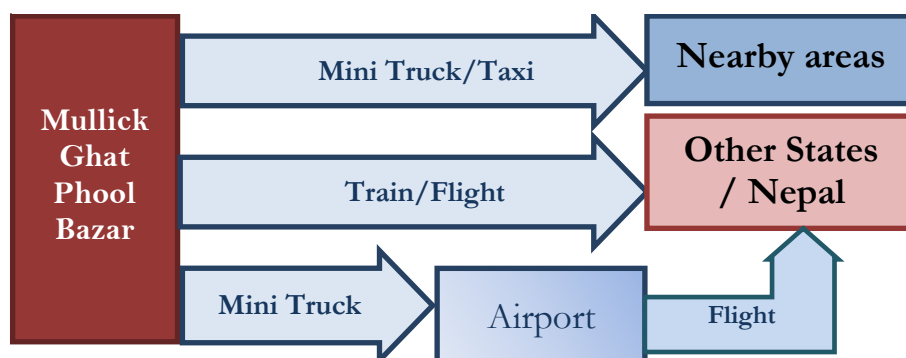 Mullick
Ghat
Phool
Bazar
Mini Truck/Taxi
Nearby areas
Train/Flight
Other States
/ Nepal
Mini Truck
Airport
Flight